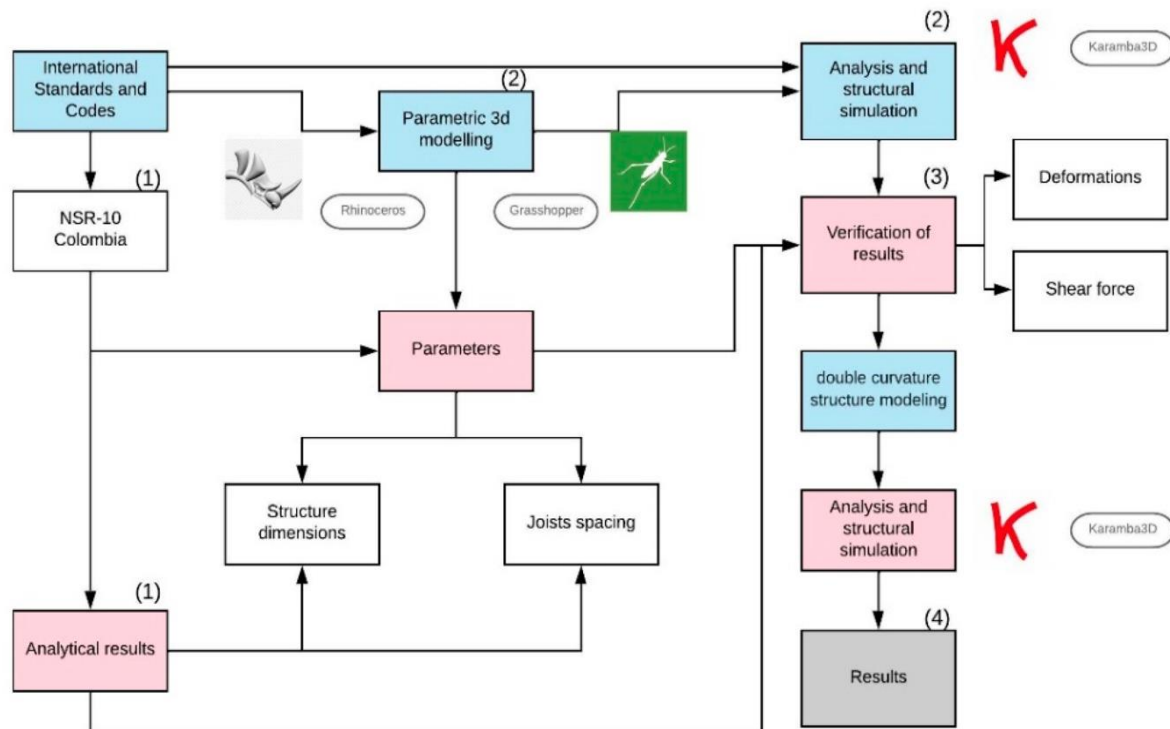 International
Standards and
Codes
(1)
NSR-10
Colombia
(2)
Parametric 3d
modelling
Rhinoceros
Grasshopper
(2)
Analysis and
structural
simulation
Karamba3D
(3)
Verification of
results
Deformations
Shear force
Parameters
double curvature
structure modeling
Structure
dimensions
Joists spacing
Analysis and
structural
simulation
Karamba3D
(1)
Analytical results
(4)
Results